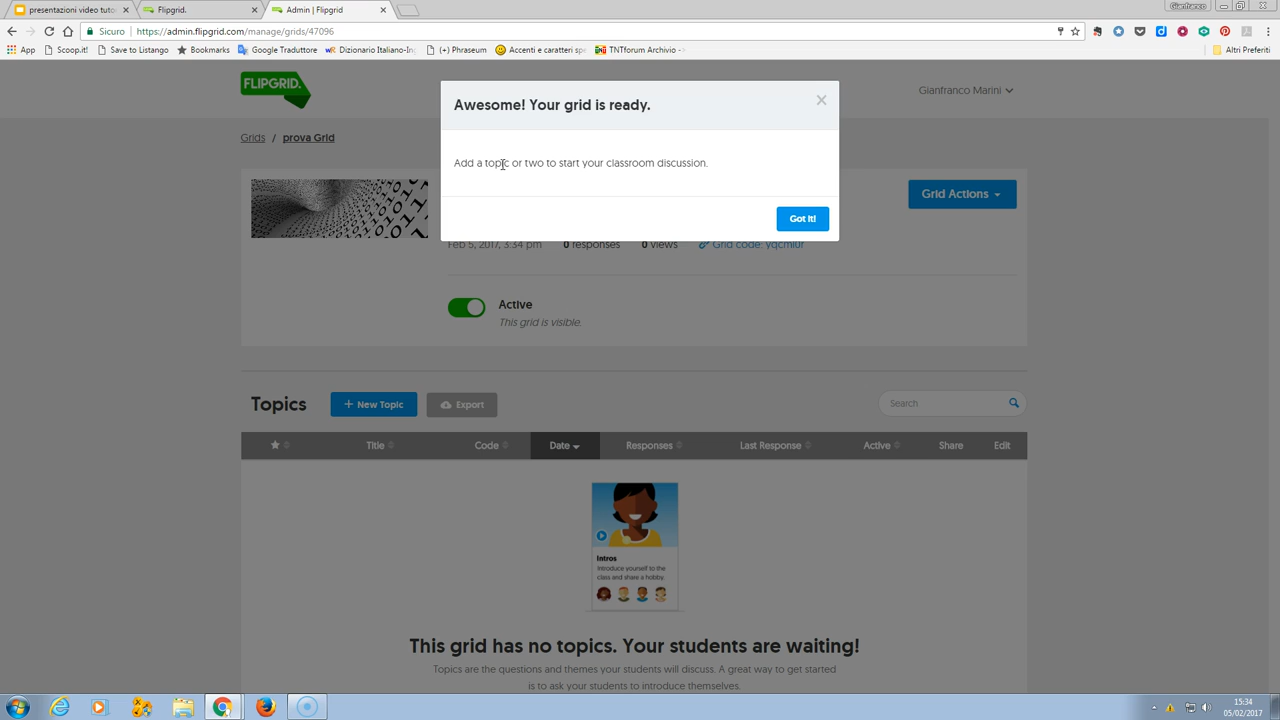 presentazioni video tuto
Flipgrid.
Admin | Flipgrid
Gianfranco
Sicuro
https://admin.flipgrid.com/manage/grids/47096
App
Scoop.it!
Save to Listango
Bookmarks
Google Traduttore
Dizionario Italiano-In
(+) Phraseum
Accenti e caratteri spe
TNTforum Archivio -
Altri Preferiti
FLIPGRID.
Gianfranco Marini
Grids / prova Grid
Awesome! Your grid is ready.
Add a topic or two to start your classroom discussion.
Got it!
Grid Actions
Feb 5, 2017, 3:34 pm
0 responses
0 views
Grid code: yqcmlur
Active
This grid is visible.
Topics
+ New Topic
Export
Search
Title
Code
Date
Responses
Last Response
Active
Share
Edit
Intros
Introduce yourself to the
class and share a hobby.
This grid has no topics. Your students are waiting!
Topics are the questions and themes your students will discuss. A great way to get started
is to ask your students to introduce themselves.
15:34
05/02/2017